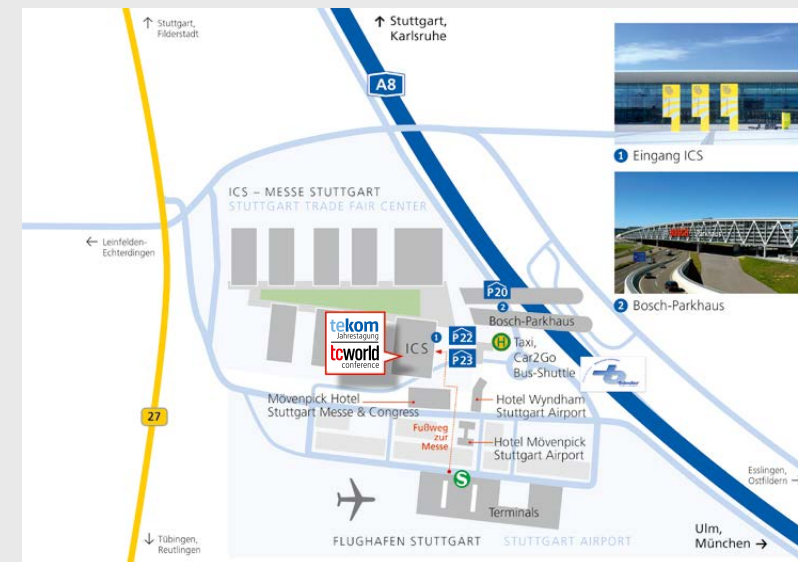 ↑ Stuttgart,
Filderstadt
↑ Stuttgart,
Karlsruhe
A8
1 Eingang ICS
ICS – MESSE STUTTGART
STUTTGART TRADE FAIR CENTER
← Leinfelden-
Echterdingen
BOSCH Parkhaus
2 Bosch-Parkhaus
P20
2
Bosch-Parkhaus
tekom
Jahrestagung
tcworld
conference
ICS
1
P22
P23
H Taxi,
Car2Go
Bus-Shuttle
Mövenpick Hotel
Stuttgart Messe & Congress
Hotel Wyndham
Stuttgart Airport
27
Fußweg
zur
Messe
Hotel Mövenpick
Stuttgart Airport
S
Esslingen,
Ostfildern →
Terminals
↓ Tübingen,
Reutlingen
FLUGHAFEN STUTTGART
STUTTGART AIRPORT
Ulm,
München →